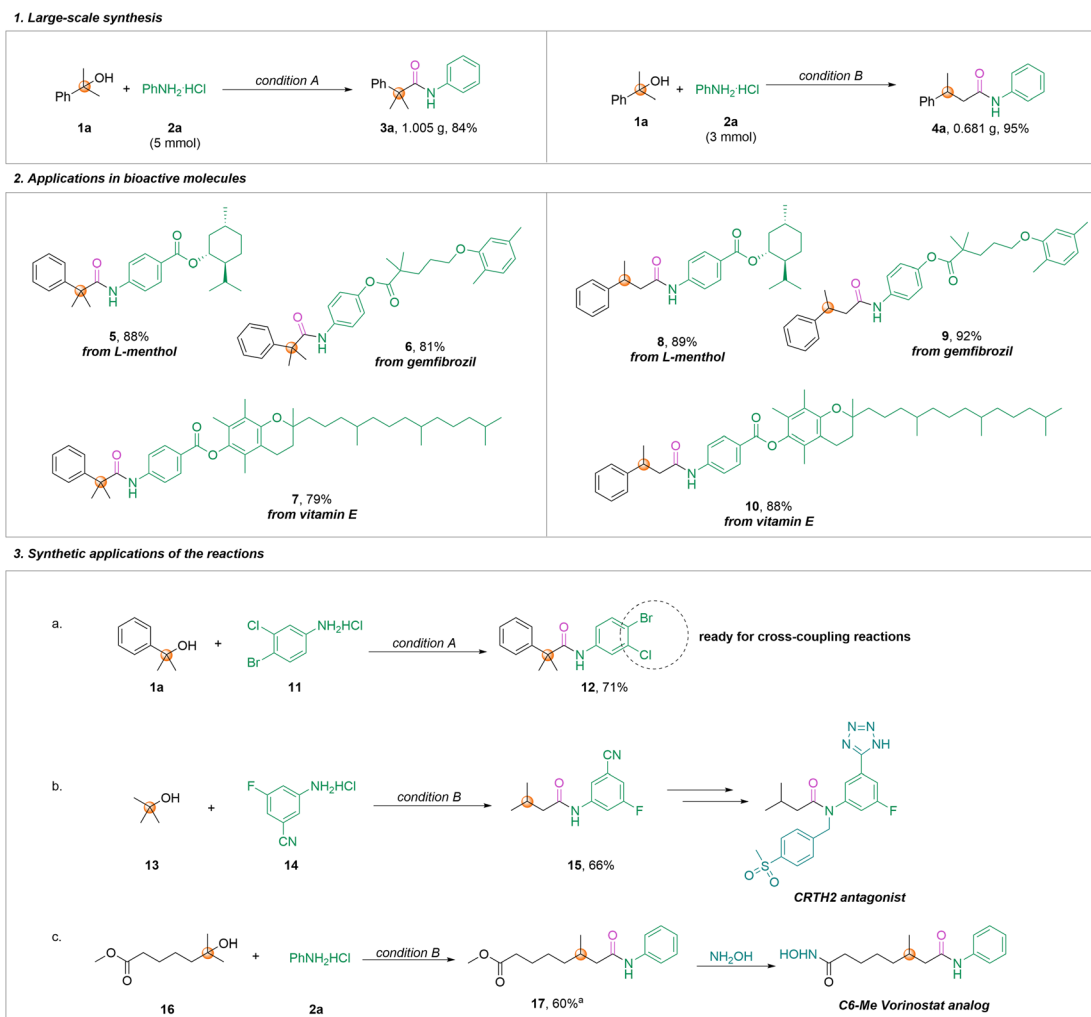 1. Large-scale synthesis
OH
Ph
+
PhNH2·HCl
condition A
Ph
O
N
H
1a
2a
(5 mmol)
3a, 1.005 g, 84%
OH
Ph
+
PhNH2·HCl
condition B
Ph
O
N
H
1a
2a
(3 mmol)
4a, 0.681 g, 95%
2. Applications in bioactive molecules
O
N
H
O
O
5, 88%
from L-menthol
O
N
H
O
O
O
6, 81%
from gemfibrozil
O
N
H
O
O
O
7, 79%
from vitamin E
O
N
H
O
O
8, 89%
from L-menthol
O
N
H
O
O
O
9, 92%
from gemfibrozil
O
N
H
O
O
O
10, 88%
from vitamin E
3. Synthetic applications of the reactions
a.
OH
+
Cl
Br
NH2HCl
condition A
O
N
H
Br
Cl
ready for cross-coupling reactions
1a
11
12, 71%
b.
OH
+
F
NH2HCl
CN
condition B
O
N
H
CN
F
N
N
N
NH
O
N
F
S
O
O
13
14
15, 66%
CRTH2 antagonist
c.
O
O
OH
+
PhNH2HCl
condition B
O
O
O
N
H
NH2OH
HOHN
O
O
N
H
16
2a
17, 60%a
C6-Me Vorinostat analog